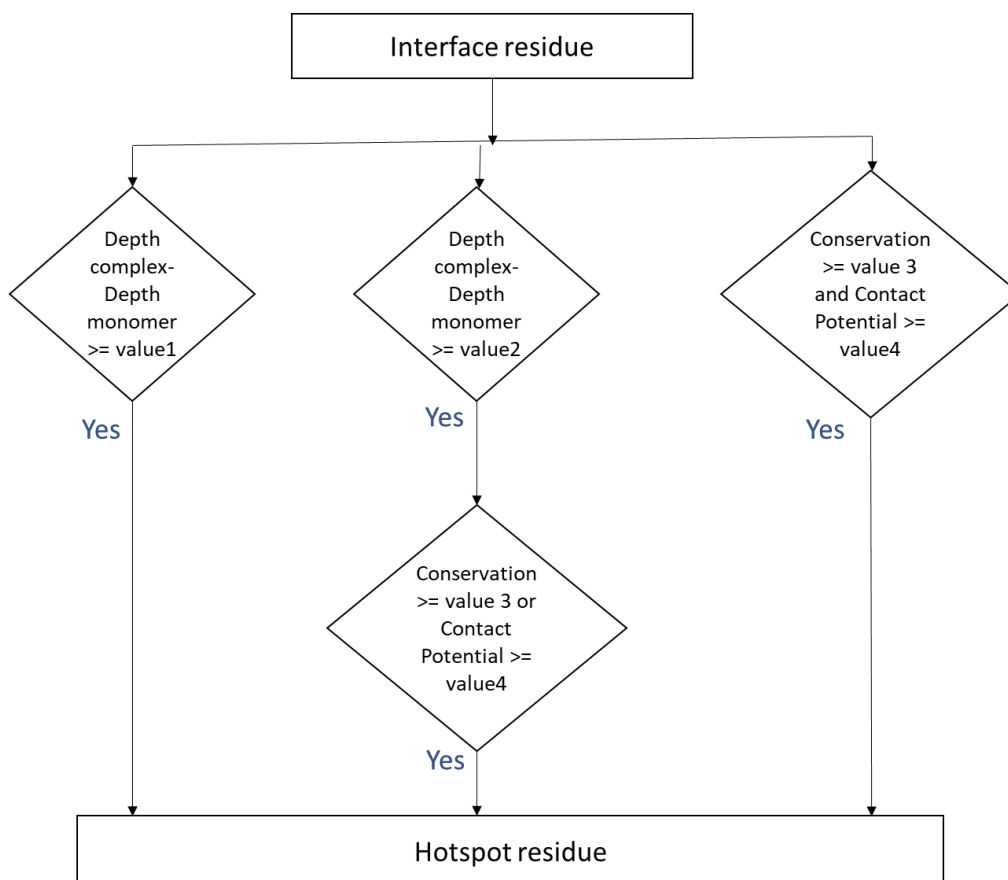 Interface residue
Depth
complex-
Depth
monomer
>= value1
Depth
complex-
Depth
monomer
>= value2
Conservation
>= value 3
and Contact
Potential >=
value4
Yes
Yes
Yes
Conservation
>= value 3 or
Contact
Potential >=
value4
Yes
Hotspot residue